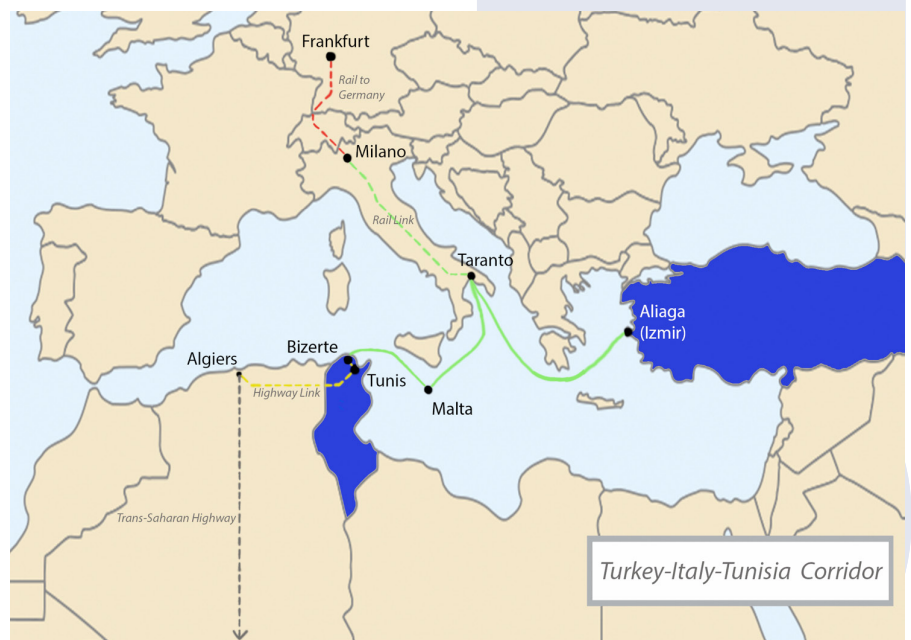 Frankfurt
Rail to
Germany
Milano
Rail Link
Taranto
Aliaga
(Izmir)
Bizerte
Algiers
Tunis
Highway Link
Malta
Trans-Saharan Highway
Turkey-Italy-Tunisia Corridor